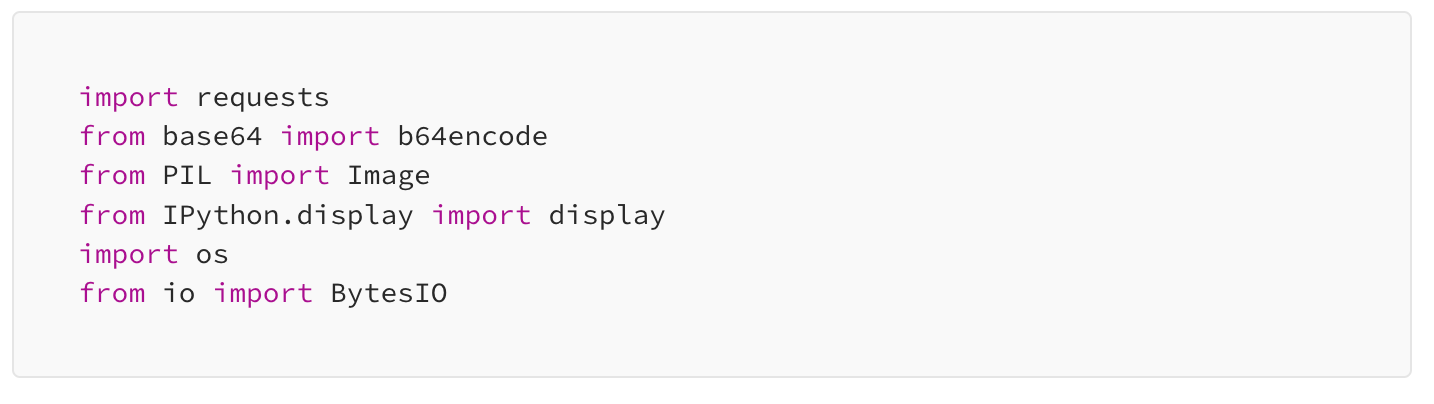 import requests
from base64 import b64encode
from PIL import Image
from IPython.display import display
import os
from io import BytesIO